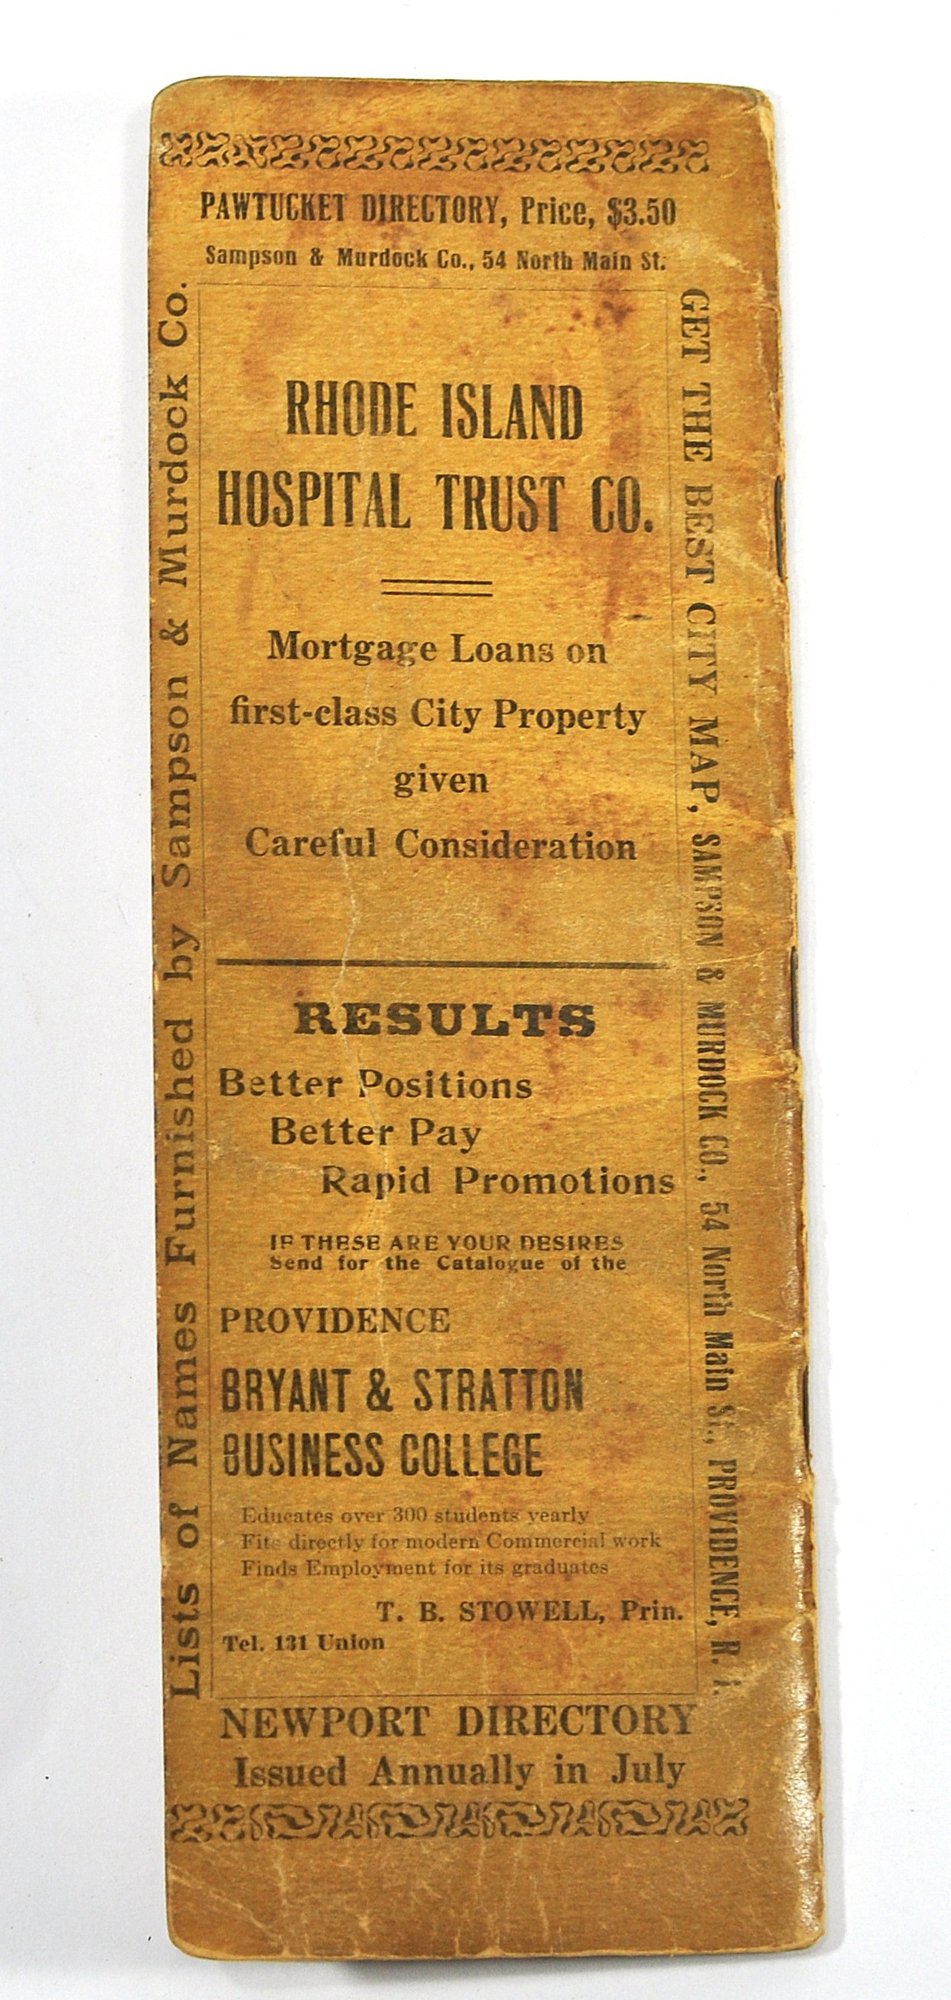 PAWTUCKET DIRECTORY, Price, $3.50
Sampson & Murdock Co., 54 North Main St.
Lists of Names Furnished by Sampson & Murdock Co.
RHODE ISLAND
HOSPITAL TRUST CO.
Mortgage Loans on
first-class City Property
given
Careful Consideration
RESULTS
Better Positions
Better Pay
Rapid Promotions
IF THESE ARE YOUR DESIRES
Send for the Catalogue of the
PROVIDENCE
BRYANT & STRATTON
BUSINESS COLLEGE
Educates over 300 students yearly
Fits directly for modern Commercial work
Finds Employment for its graduates
T. B. STOWELL, Prin.
Tel. 131 Union
GET THE BEST CITY MAP, SAMPSON & MURDOCK CO., 54 North Main St., PROVIDENCE, R. I.
NEWPORT DIRECTORY
Issued Annually in July